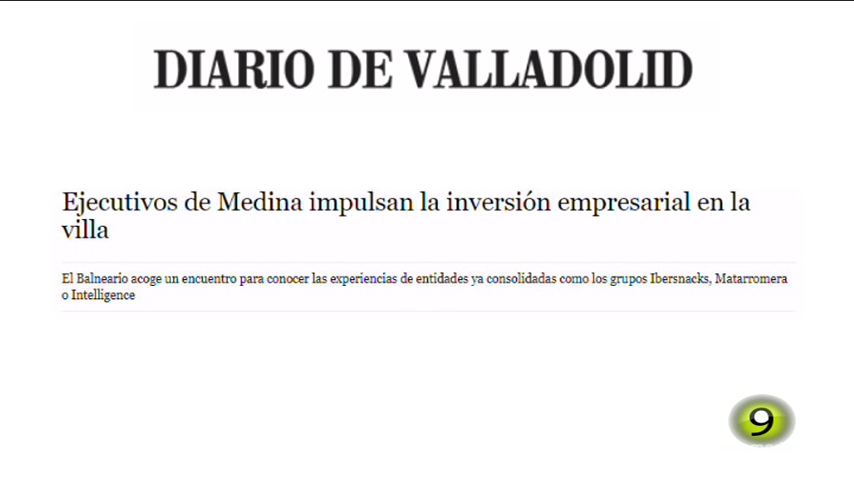 DIARIO DE VALLADOLID
Ejecutivos de Medina impulsan la inversión empresarial en la
villa
El Balneario acoge un encuentro para conocer las experiencias de entidades ya consolidadas como los grupos Ibersnacks, Matarromera
o Intelligence
9